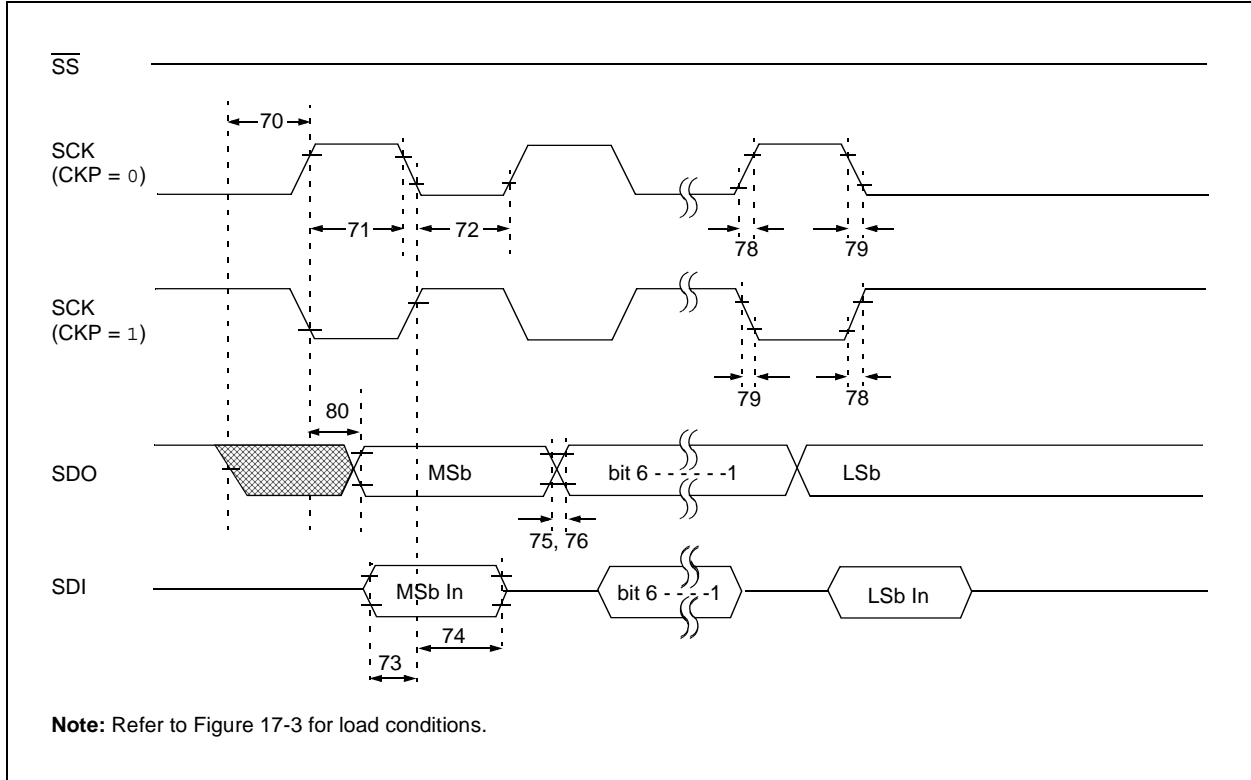 SS
70
SCK
(CKP = 0)
71
72
78
79
SCK
(CKP = 1)
79
78
80
SDO
MSb
bit 6 - - - - - - -1
LSb
75, 76
SDI
MSb In
bit 6 - - - - -1
LSb In
74
73
Note: Refer to Figure 17-3 for load conditions.